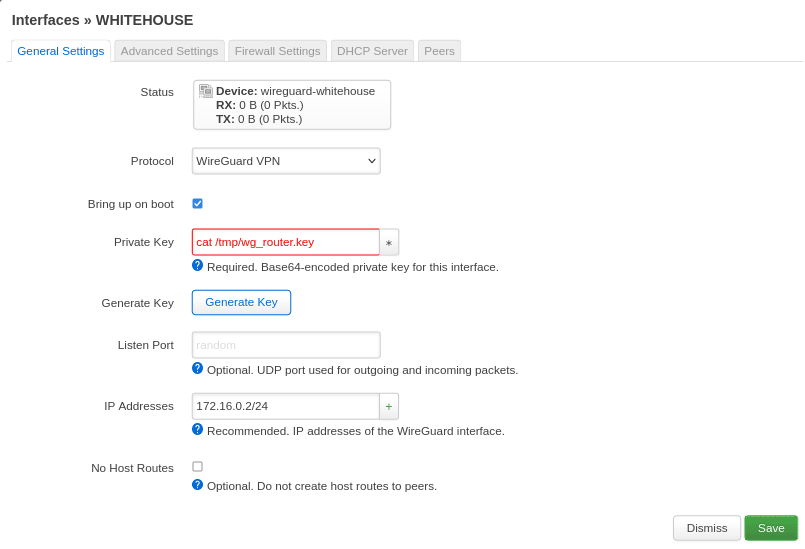 Interfaces » WHITEHOUSE
General Settings Advanced Settings Firewall Settings DHCP Server Peers
Status
Device: wireguard-whitehouse
RX: 0 B (0 Pkts.)
TX: 0 B (0 Pkts.)
Protocol WireGuard VPN
Bring up on boot
Private Key cat /tmp/wg_router.key *
? Required. Base64-encoded private key for this interface.
Generate Key Generate Key
Listen Port random
? Optional. UDP port used for outgoing and incoming packets.
IP Addresses 172.16.0.2/24 +
? Recommended. IP addresses of the WireGuard interface.
No Host Routes
? Optional. Do not create host routes to peers.
Dismiss Save